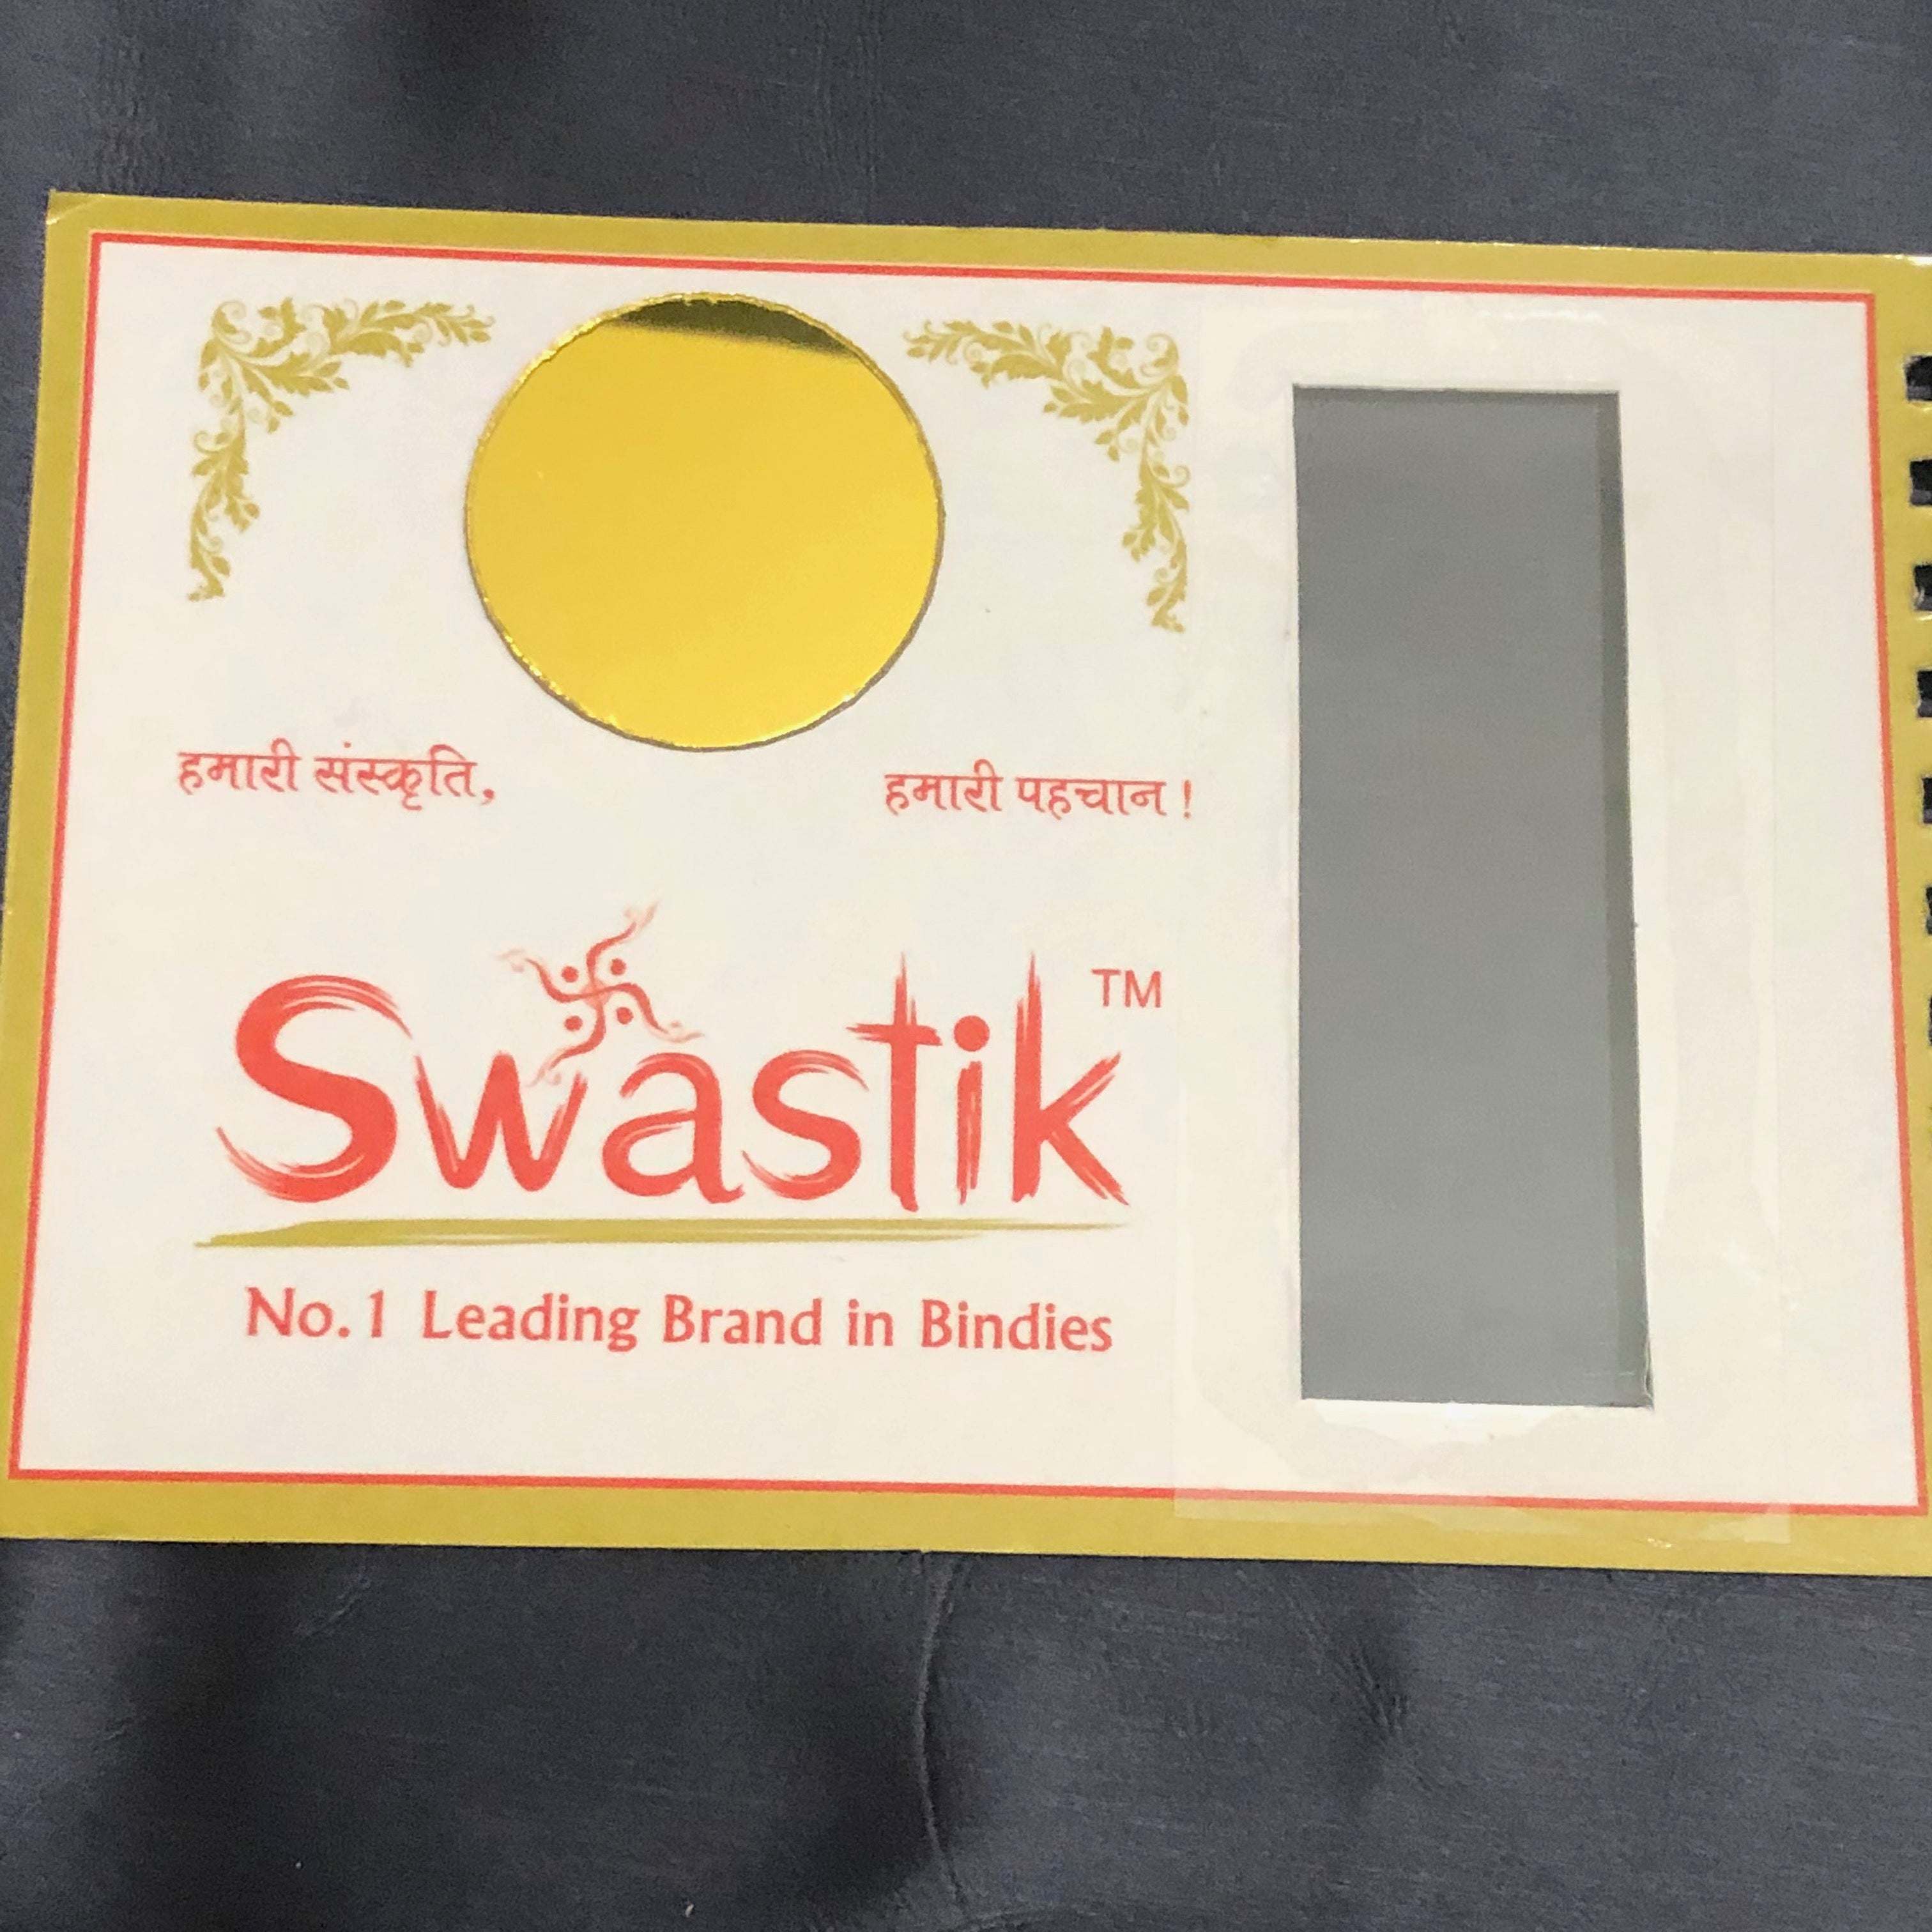 हमारी संस्कृति, हमारी पहचान !
Swastik TM
No. 1 Leading Brand in Bindies